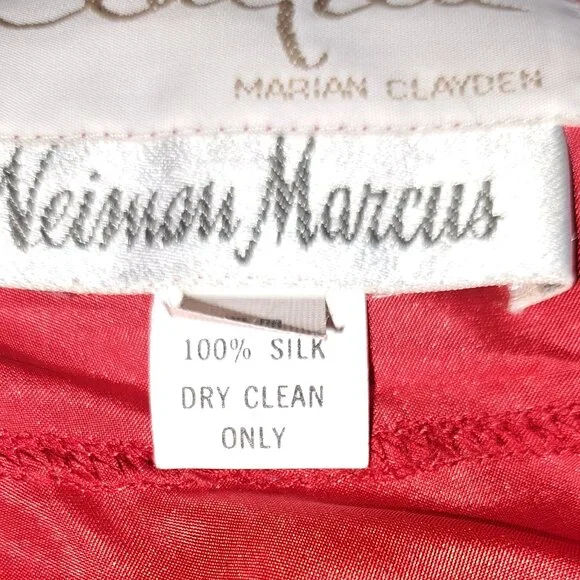 MARIAN CLAYDEN
Neiman Marcus
100% SILK
DRY CLEAN
ONLY